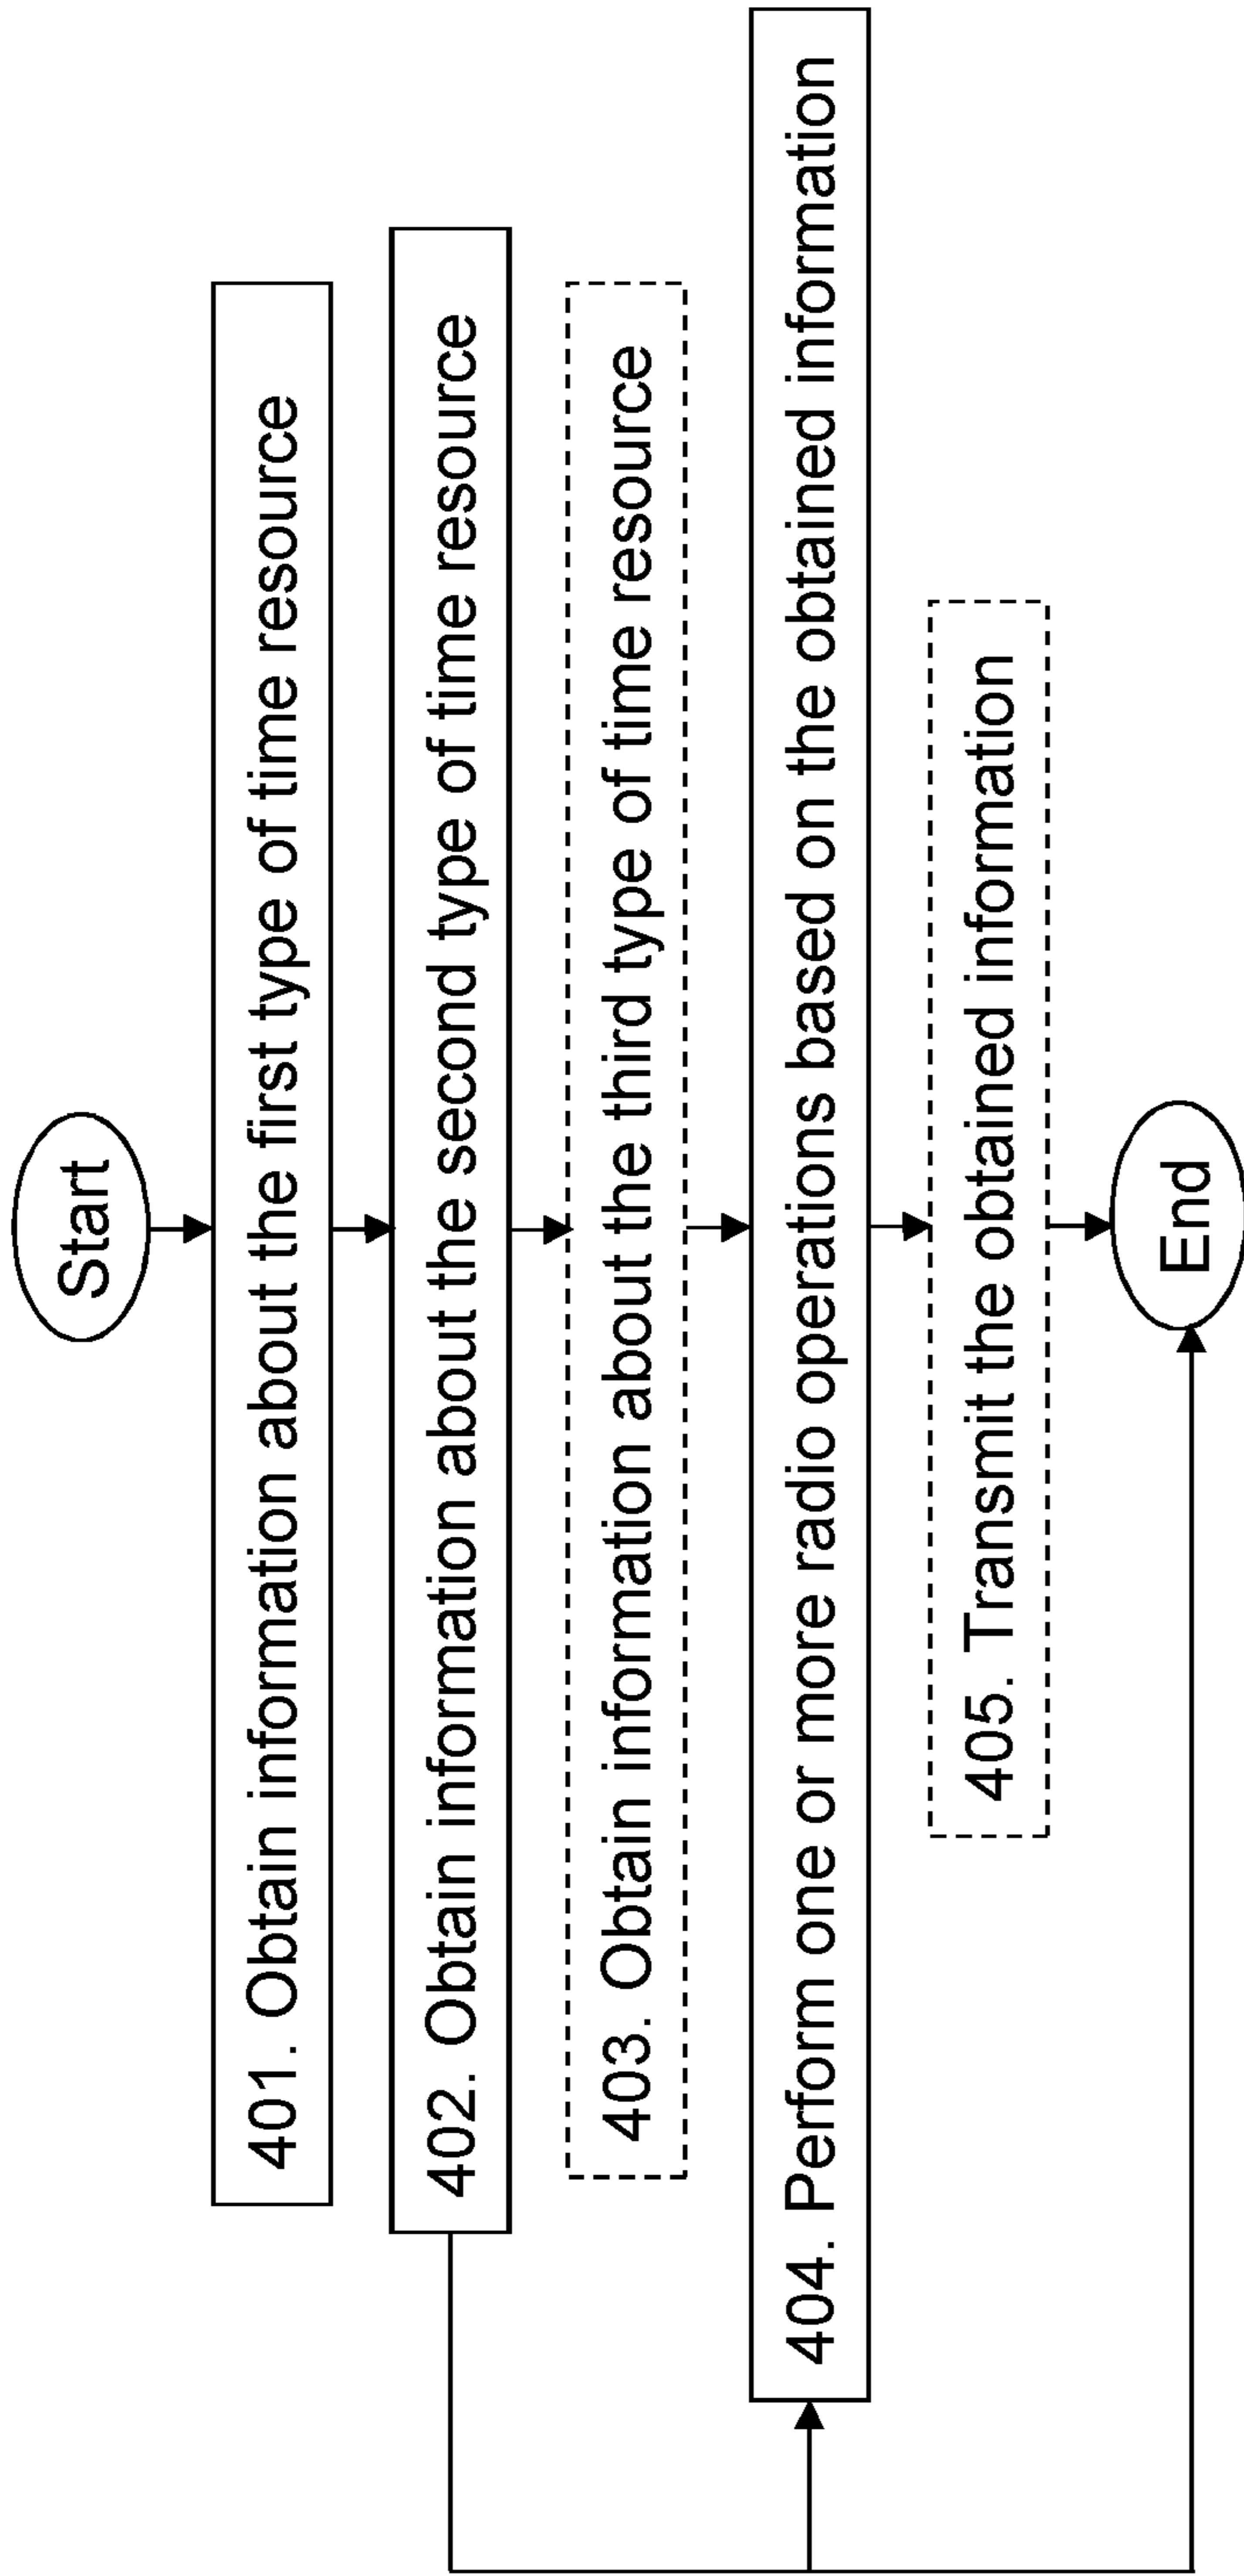 Start
401. Obtain information about the first type of time resource
402. Obtain information about the second type of time resource
403. Obtain information about the third type of time resource
404. Perform one or more radio operations based on the obtained information
405. Transmit the obtained information
End